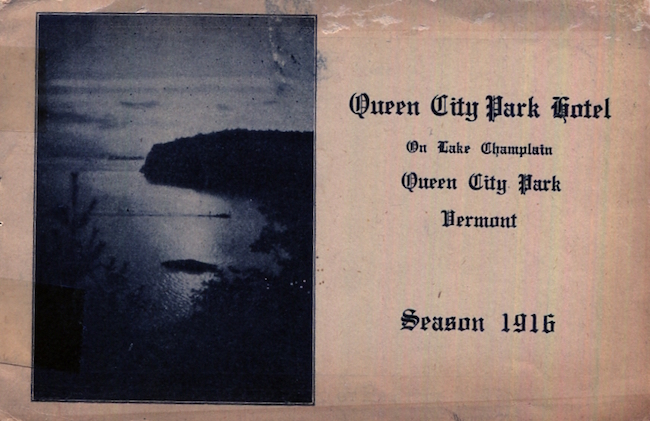 Queen City Park Hotel
On Lake Champlain
Queen City Park
Vermont
Season 1916